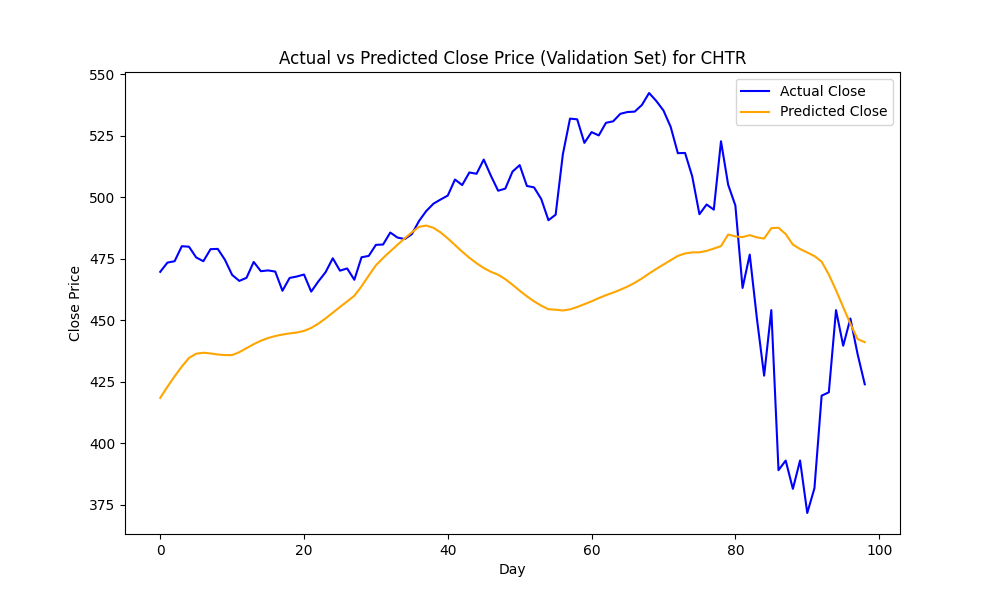 Actual vs Predicted Close Price (Validation Set) for CHTR
Actual Close
Predicted Close
Close Price
550
525
500
475
450
425
400
375
0 20 40 60 80 100
Day